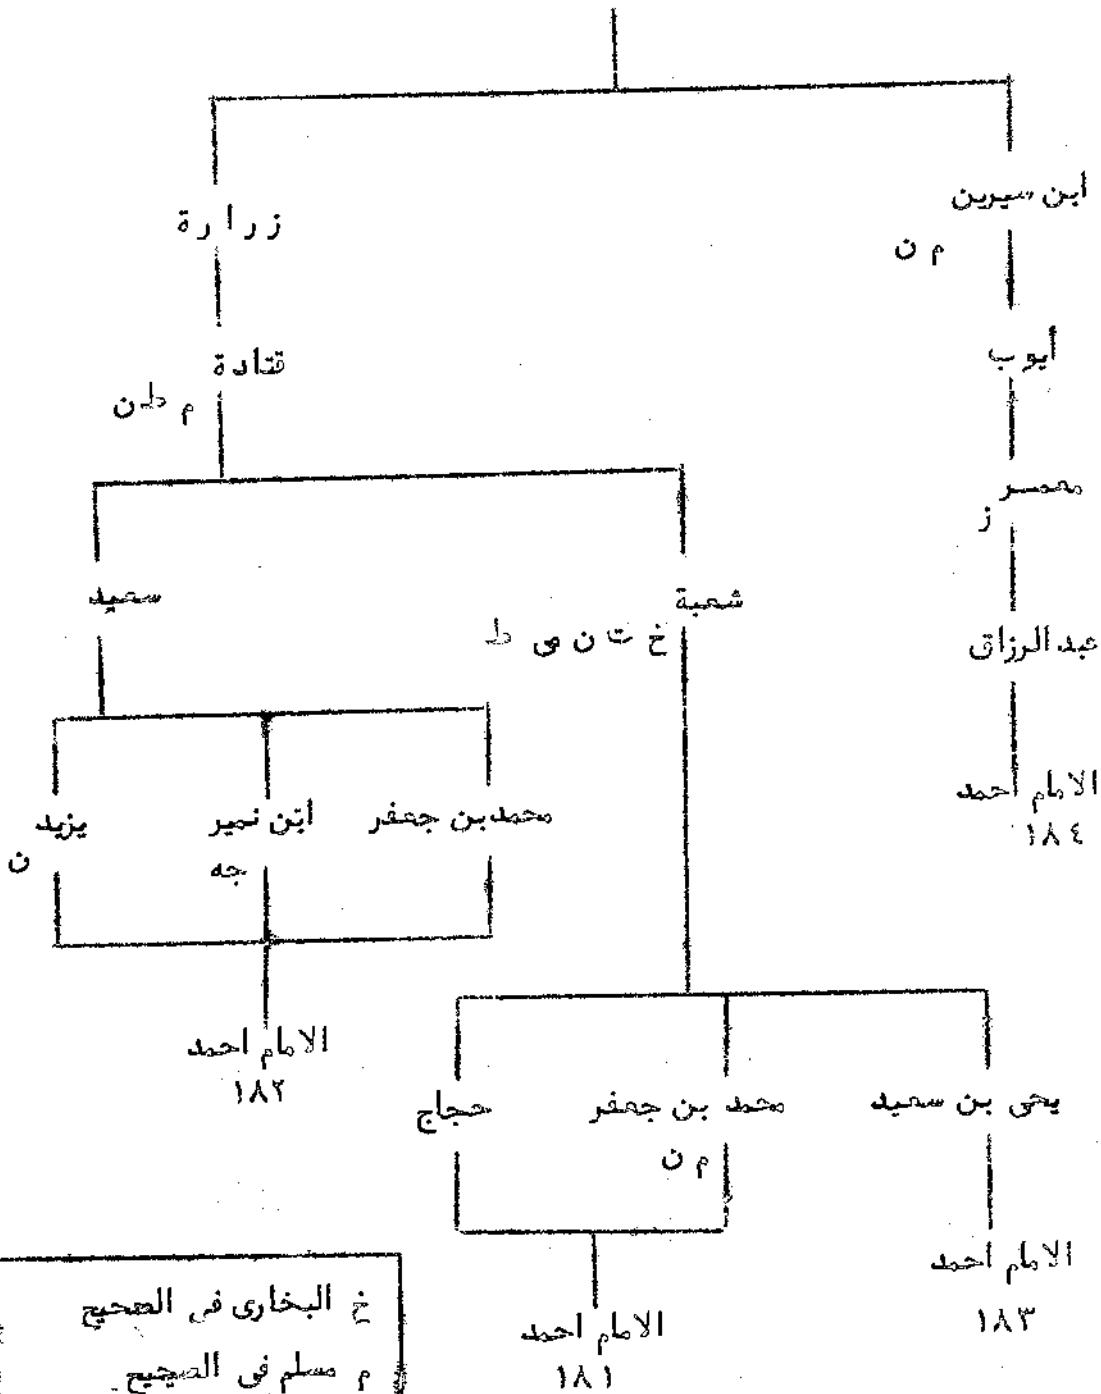 ابن سيرين
م ن
زرارة
أيوب
قتادة
م ط ن
معمر
ز
سعيد
شعبة
خ ت ن مى ط
عبد الرزاق
الامام احمد
١٨٤
محمد بن جعفر
ابن نمير
جه
يزيد
ن
الامام احمد
١٨٢
يحى بن سعيد
محمد بن جعفر
م ن
حجاج
الامام احمد
١٨٣
الامام احمد
١٨١
خ البخارى فى الصحيح
م مسلم فى الصحيح